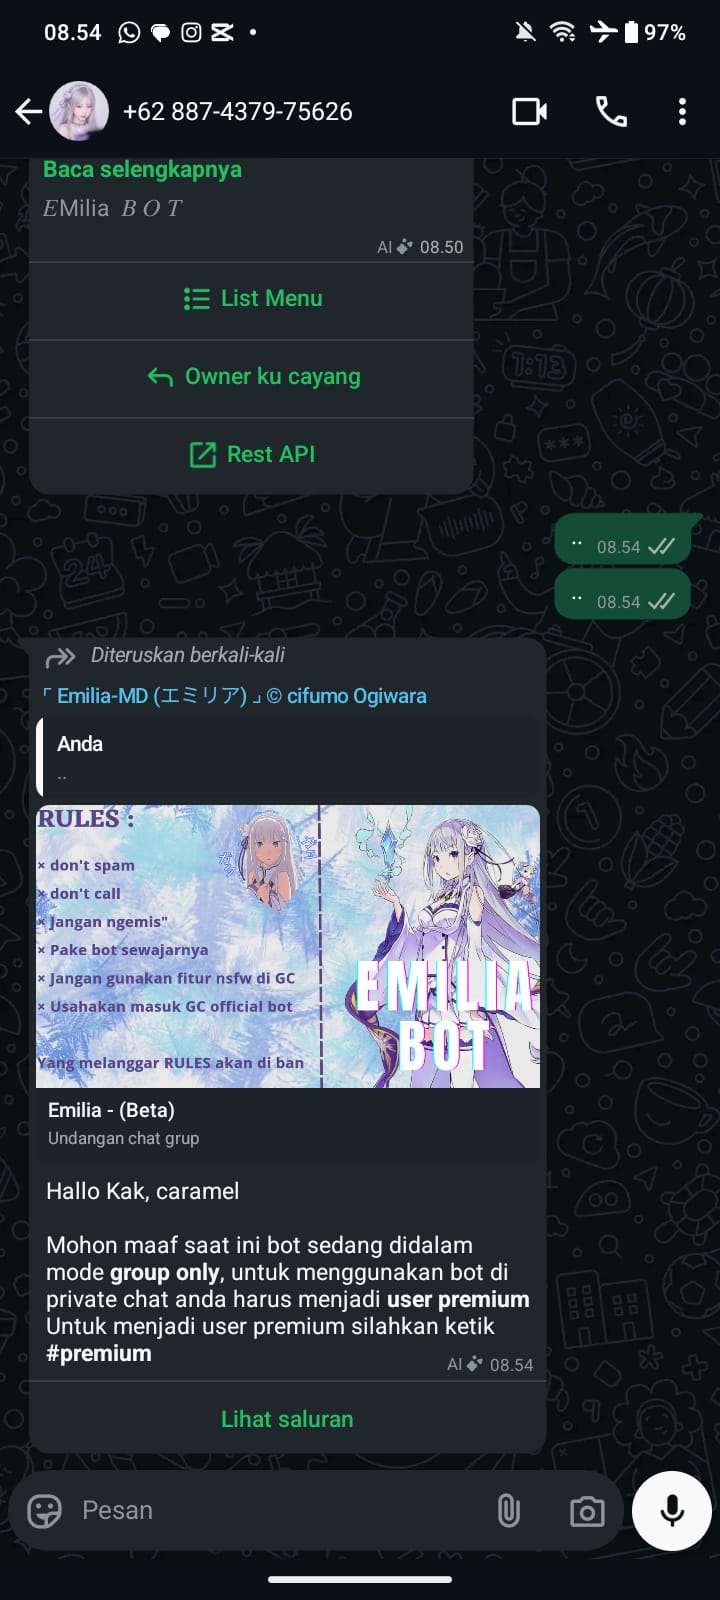 08.54
97%
+62 887-4379-75626
Baca selengkapnya
𝐸Milia 𝐵 𝑂 𝑇
AI 08.50
List Menu
Owner ku cayang
Rest API
.. 08.54
.. 08.54
Diteruskan berkali-kali
「 Emilia-MD (エミリア) 」 © cifumo Ogiwara
Anda
..
RULES :
× don't spam
× don't call
× Jangan ngemis"
× Pake bot sewajarnya
× Jangan gunakan fitur nsfw di GC
× Usahakan masuk GC official bot
Yang melanggar RULES akan di ban
EMILIA
BOT
Emilia - (Beta)
Undangan chat grup
Hallo Kak, caramel
Mohon maaf saat ini bot sedang didalam
mode group only, untuk menggunakan bot di
private chat anda harus menjadi user premium
Untuk menjadi user premium silahkan ketik
#premium
AI 08.54
Lihat saluran
Pesan